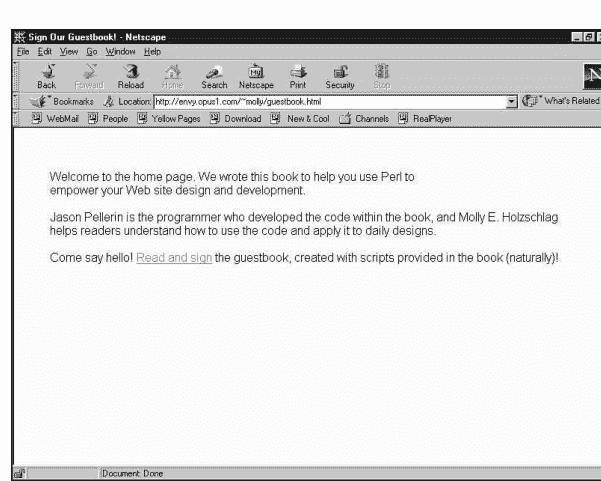 Sign Our Guestbook! - Netscape
File Edit View Go Window Help
Back Forward Reload Home Search Netscape Print Security Stop
N
Bookmarks Location: http://envy.opus1.com/~molly/guestbook.html What's Related
WebMail People Yellow Pages Download New & Cool Channels RealPlayer
Welcome to the home page. We wrote this book to help you use Perl to
empower your Web site design and development.
Jason Pellerin is the programmer who developed the code within the book, and Molly E. Holzschlag
helps readers understand how to use the code and apply it to daily designs.
Come say hello! Read and sign the guestbook, created with scripts provided in the book (naturally)!
Document: Done